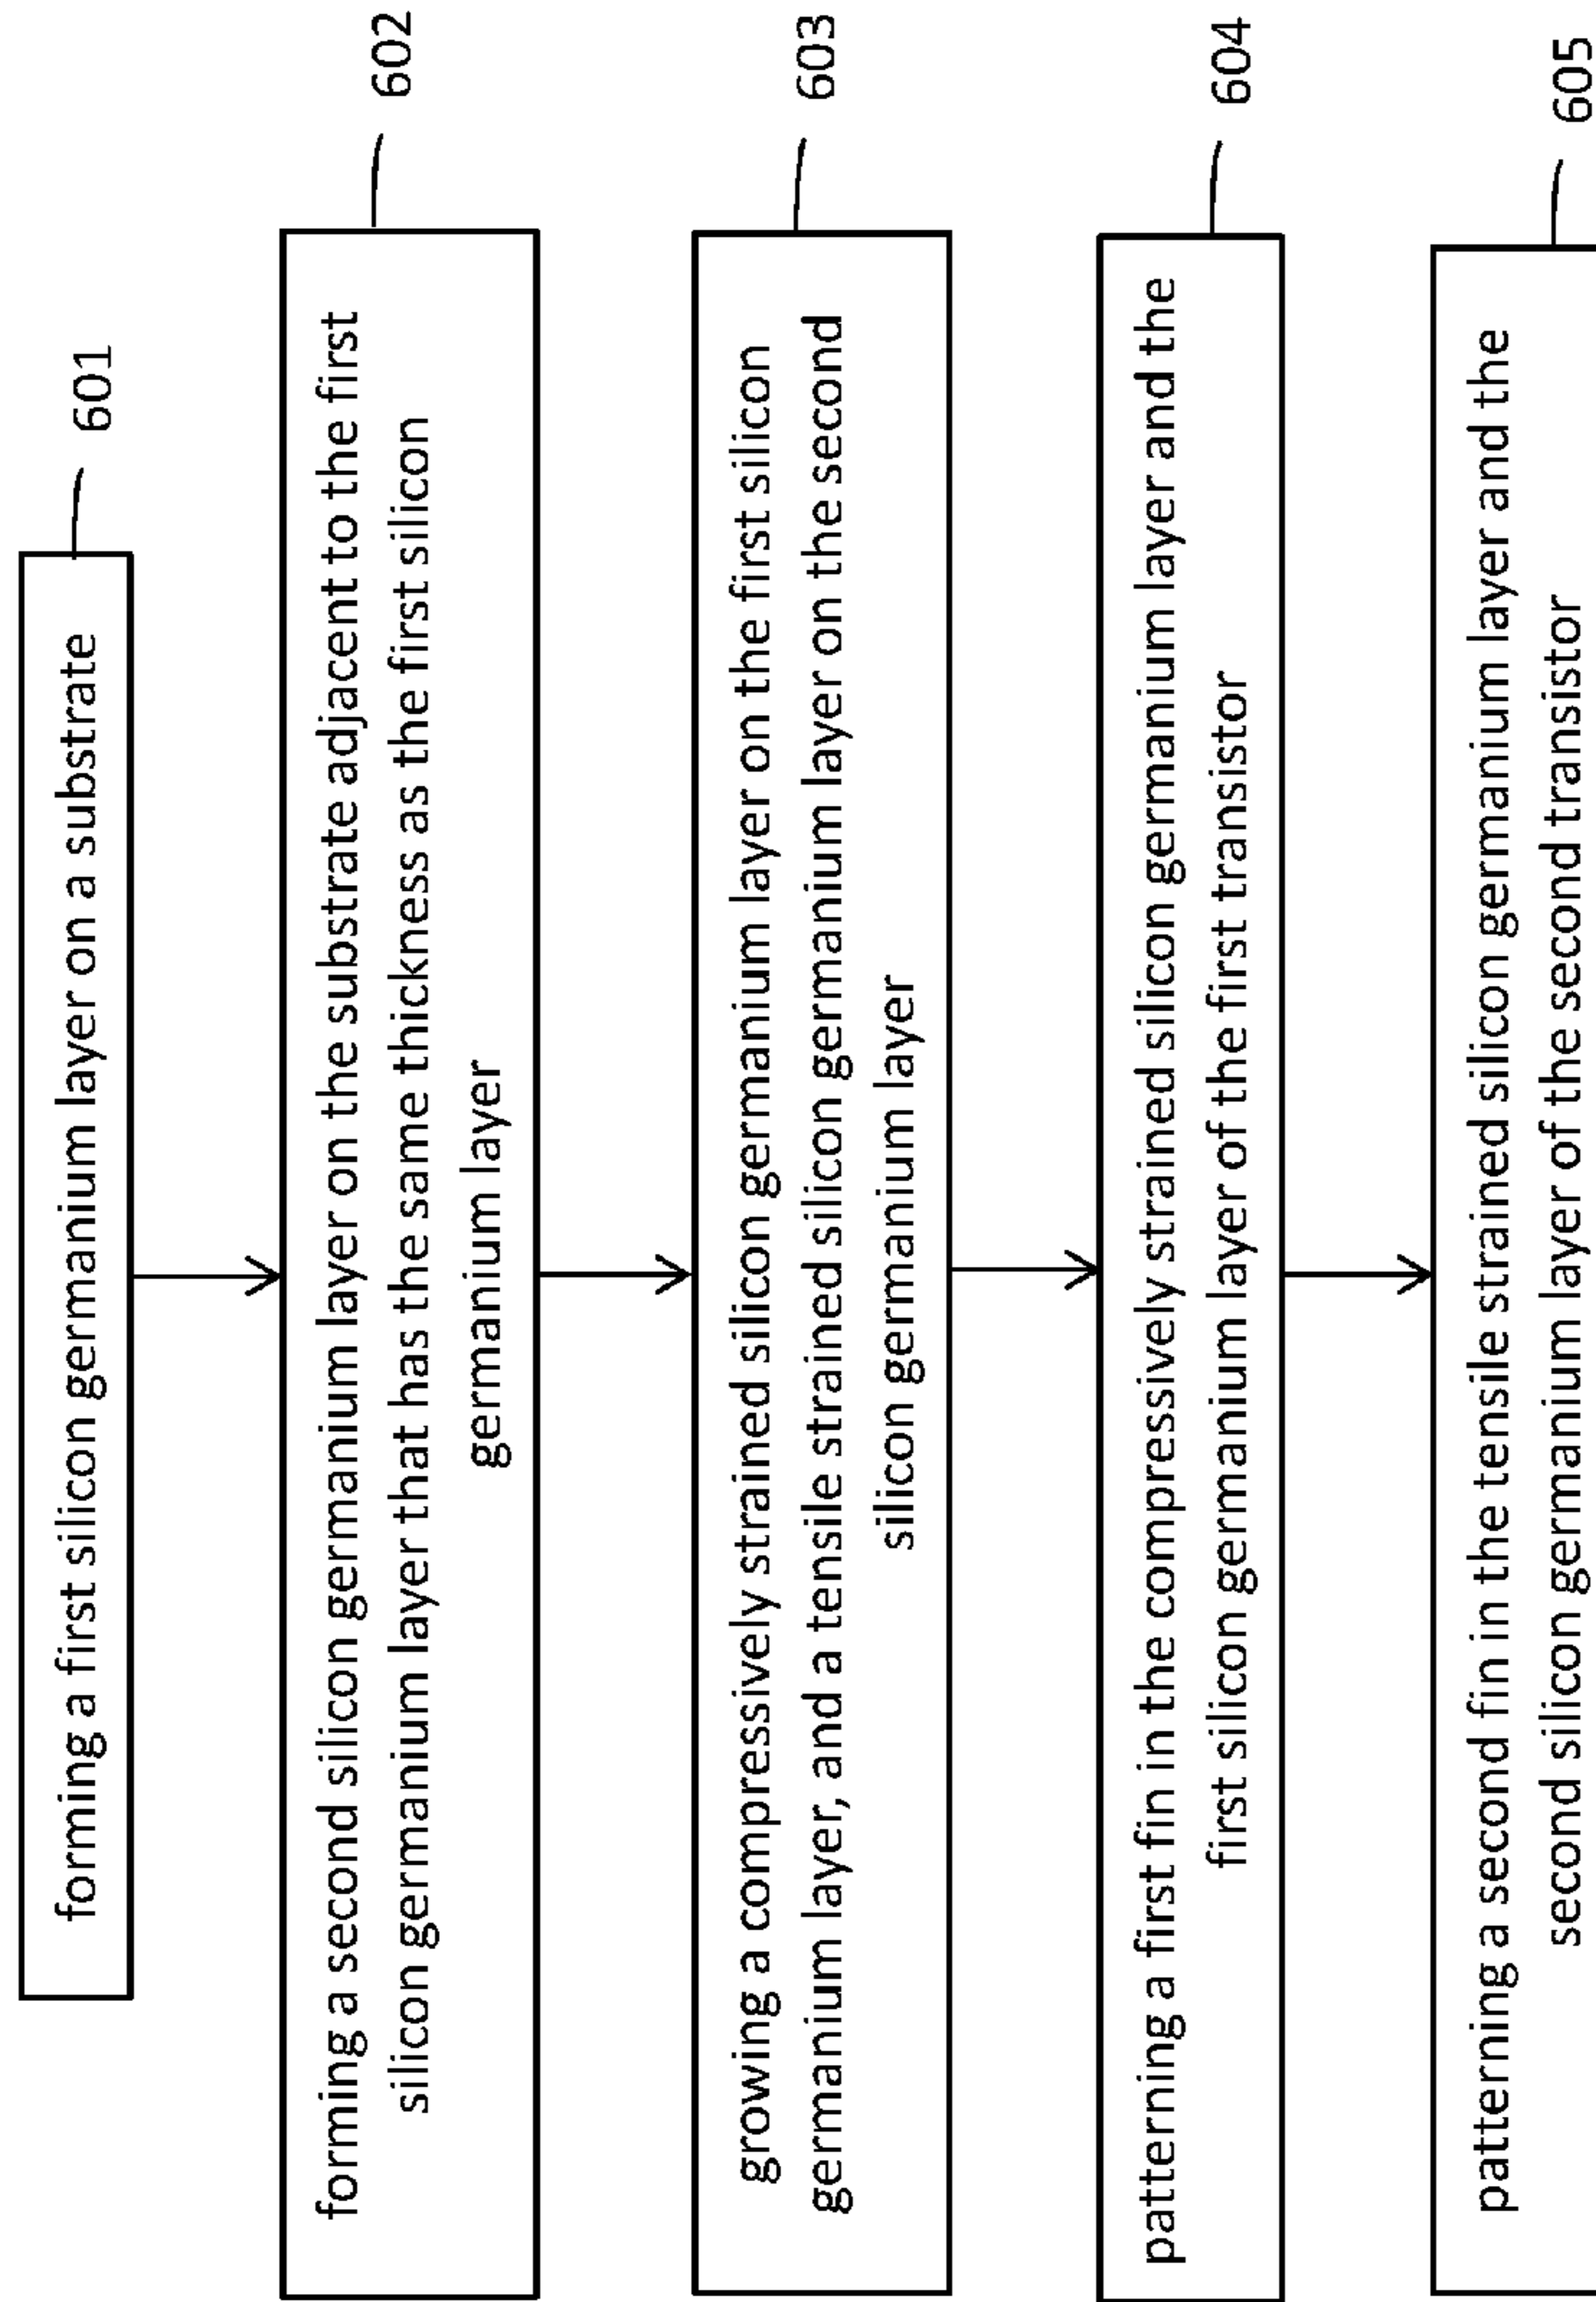 forming a first silicon germanium layer on a substrate
601
forming a second silicon germanium layer on the substrate adjacent to the first
silicon germanium layer that has the same thickness as the first silicon
germanium layer
602
growing a compressively strained silicon germanium layer on the first silicon
germanium layer, and a tensile strained silicon germanium layer on the second
silicon germanium layer
603
patterning a first fin in the compressively strained silicon germanium layer and the
first silicon germanium layer of the first transistor
604
patterning a second fin in the tensile strained silicon germanium layer and the
second silicon germanium layer of the second transistor
605